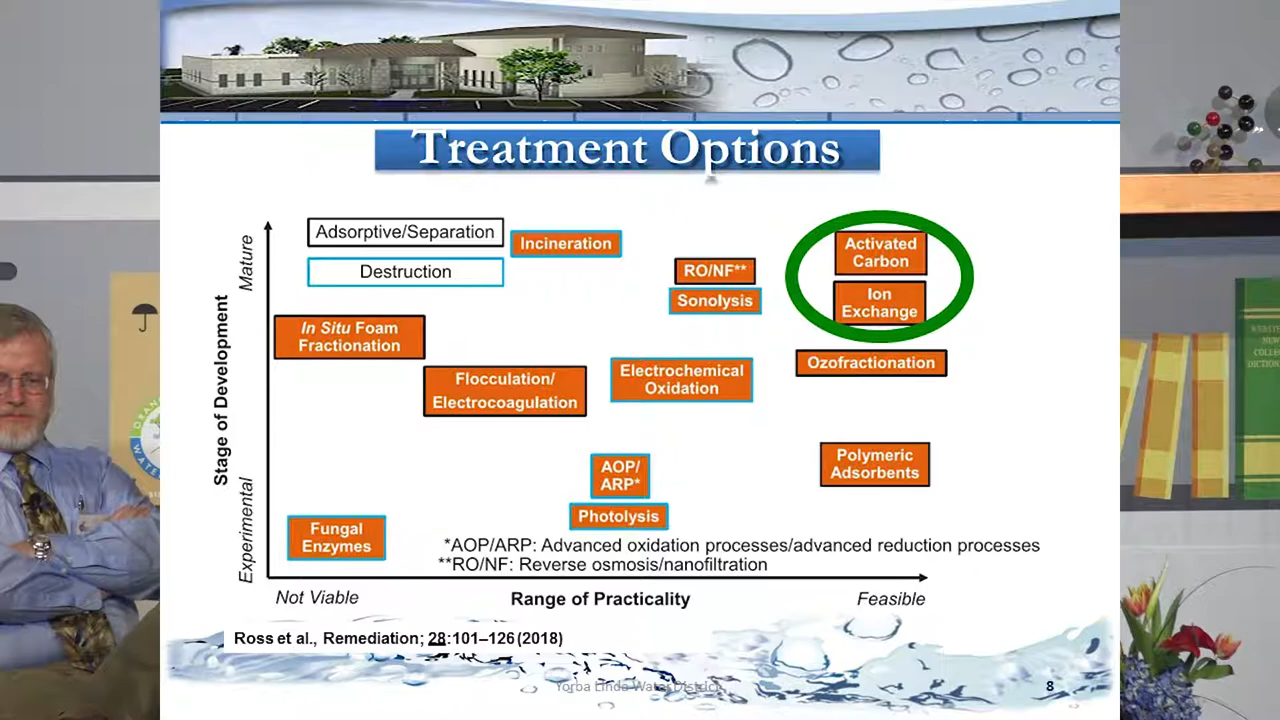 Treatment Options
Adsorptive/Separation
Destruction
Incineration
RO/NF**
Sonolysis
Activated
Carbon
Ion
Exchange
In Situ Foam
Fractionation
Flocculation/
Electrocoagulation
Electrochemical
Oxidation
Ozofractionation
AOP/
ARP*
Photolysis
Polymeric
Adsorbents
Fungal
Enzymes
Mature
Stage of Development
Experimental
*AOP/ARP: Advanced oxidation processes/advanced reduction processes
**RO/NF: Reverse osmosis/nanofiltration
Not Viable
Range of Practicality
Feasible
Ross et al., Remediation; 28:101–126 (2018)
Yorba Linda Water District
8